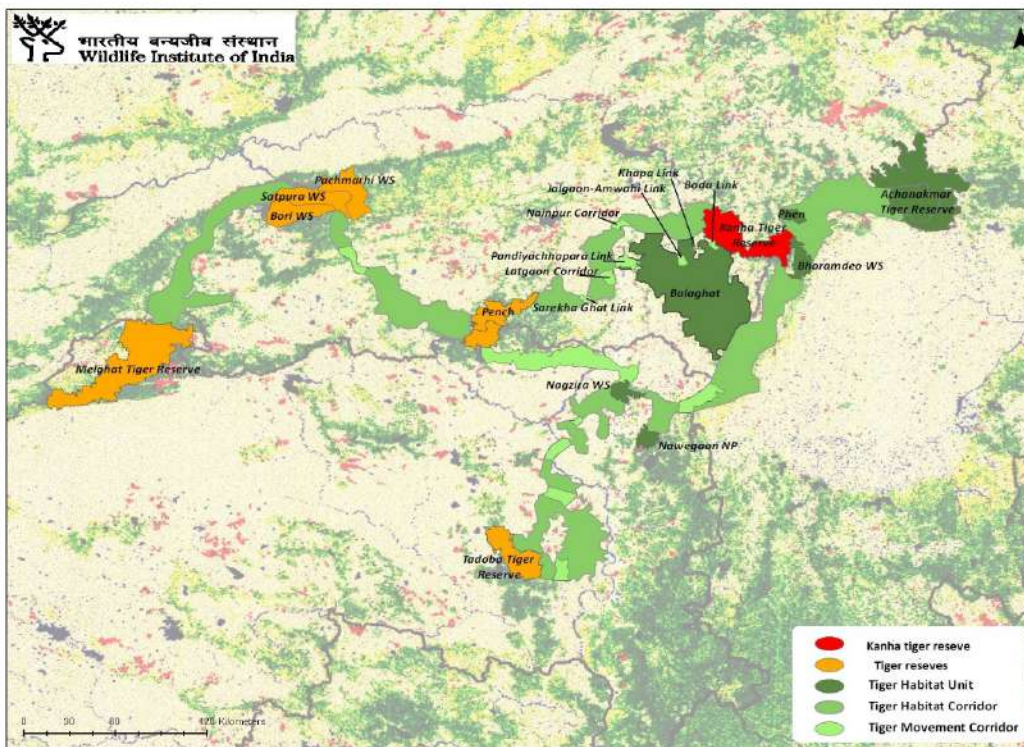 भारतीय वन्यजीव संस्थान
Wildlife Institute of India
Pachmarhi WS
Satpura WS
Bori WS
Khapa Link
Jalgaon-Amwahi Link
Boda Link
Nainpur Corridor
Achanakmar
Tiger Reserve
Phen
Kanha Tiger
Reserve
Pandiyachhapara Link
Latgaon Corridor
Bhoramdeo WS
Balaghat
Sarekha Ghat Link
Pench
Melghat Tiger Reserve
Nagzira WS
Nawegaon NP
Tadoba Tiger
Reserve
Kanha tiger reseve
Tiger reseves
Tiger Habitat Unit
Tiger Habitat Corridor
Tiger Movement Corridor
0
Kilometers